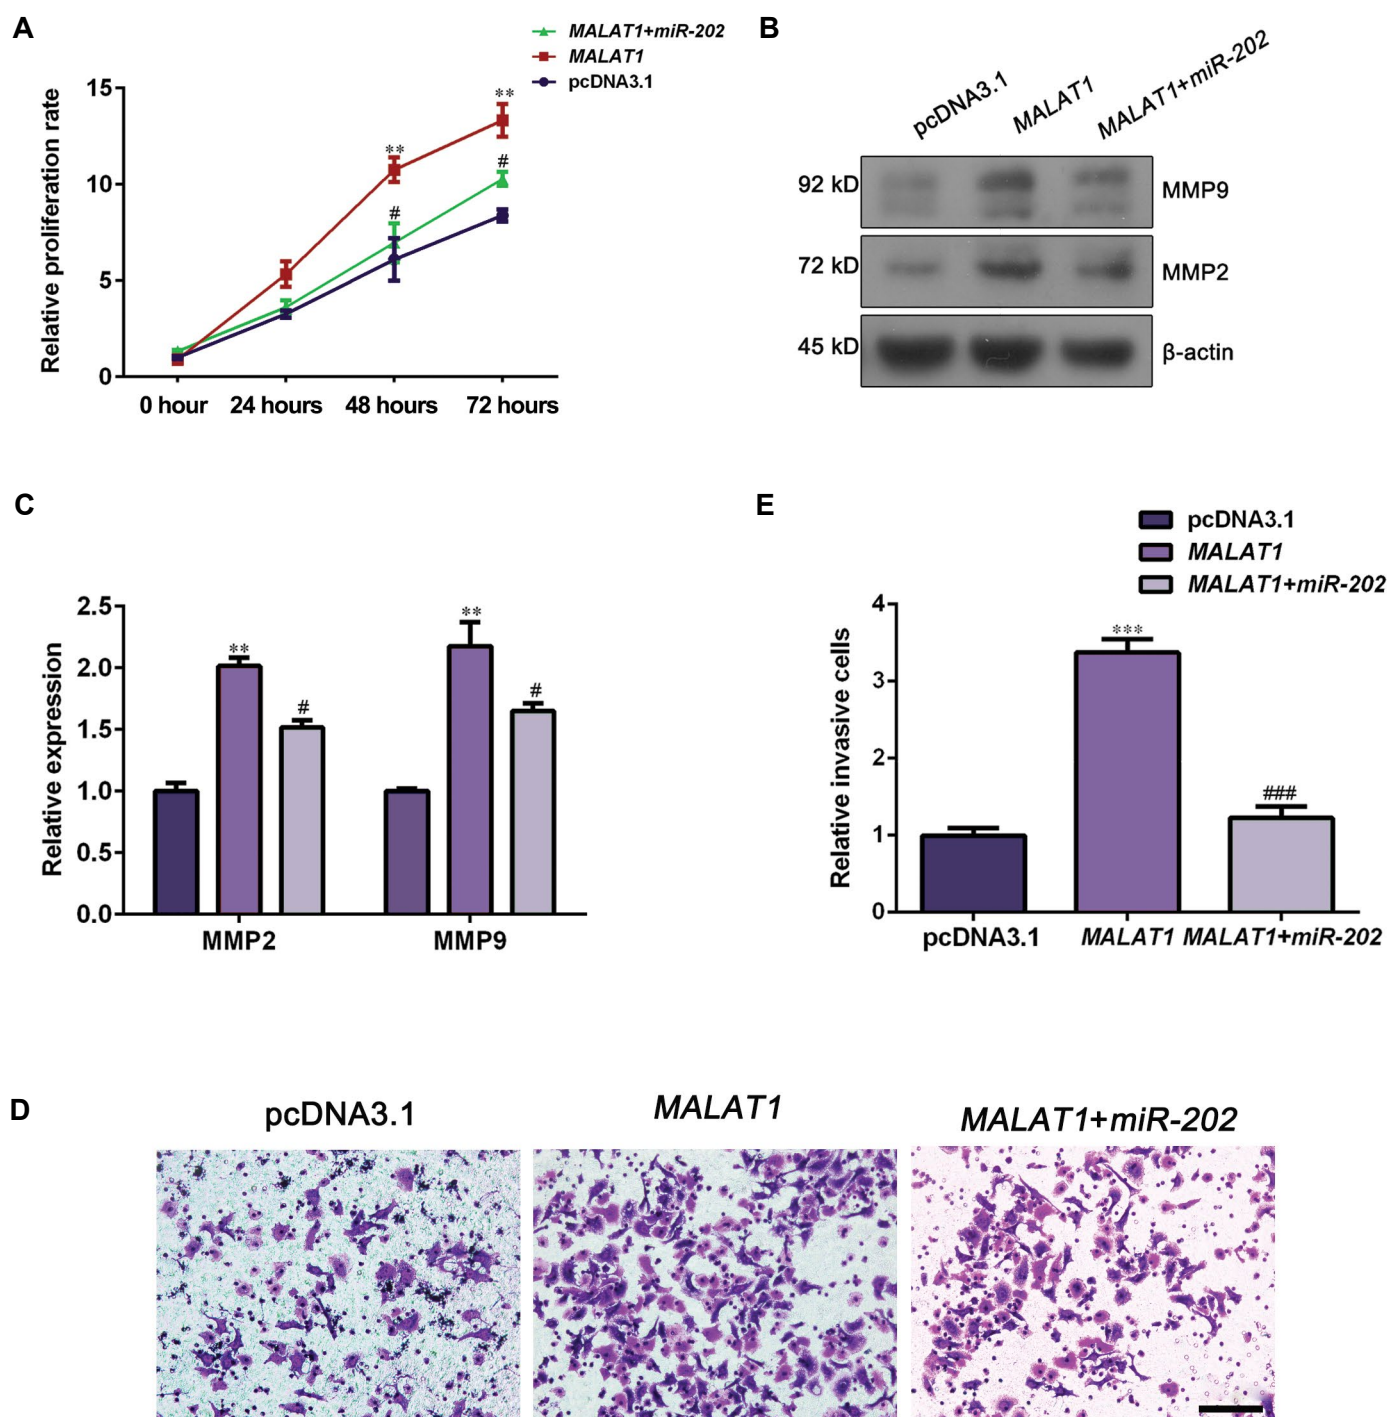 A
MALAT1+miR-202
MALAT1
pcDNA3.1
Relative proliferation rate
15
10
5
0
**
**
#
#
0 hour 24 hours 48 hours 72 hours
B
pcDNA3.1 MALAT1 MALAT1+miR-202
92 kD MMP9
72 kD MMP2
45 kD β-actin
C
Relative expression
2.5
2.0
1.5
1.0
0.5
0.0
** # ** #
MMP2 MMP9
E
pcDNA3.1
MALAT1
MALAT1+miR-202
Relative invasive cells
4
3
2
1
0
***
###
pcDNA3.1 MALAT1 MALAT1+miR-202
D
pcDNA3.1 MALAT1 MALAT1+miR-202